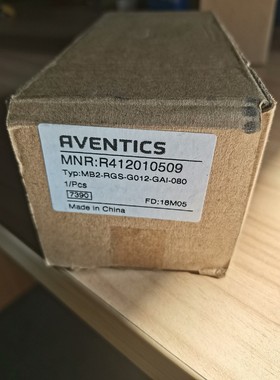 AVENTICS
MNR:R412010509
Typ:MB2-RGS-G012-GAI-080
1/Pcs
7390
FD:18M05
Made in China